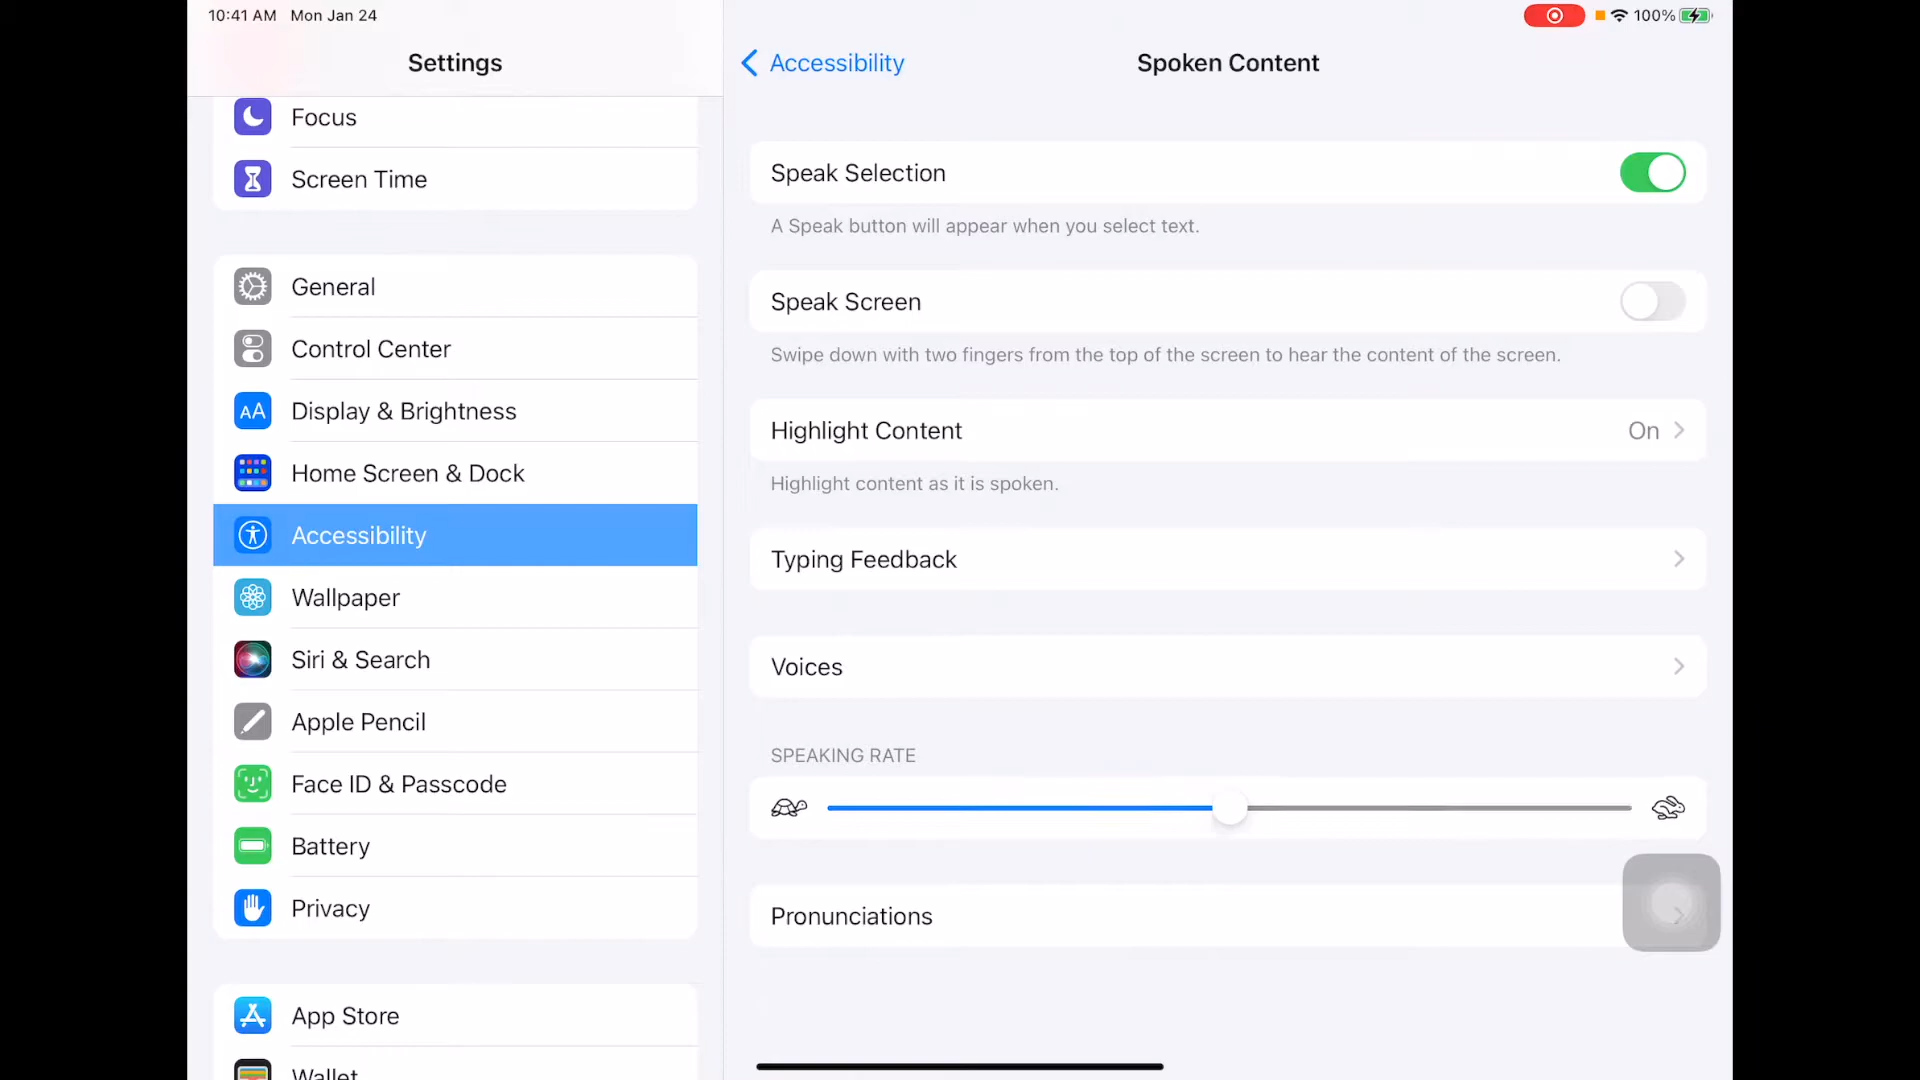 10:41 AM Mon Jan 24
100%
Settings
Focus
Screen Time
General
Control Center
AA
Display & Brightness
Home Screen & Dock
Accessibility
Wallpaper
Siri & Search
Apple Pencil
Face ID & Passcode
Battery
Privacy
App Store
Wallet
Accessibility
Spoken Content
Speak Selection
A Speak button will appear when you select text.
Speak Screen
Swipe down with two fingers from the top of the screen to hear the content of the screen.
Highlight Content On
Highlight content as it is spoken.
Typing Feedback
Voices
SPEAKING RATE
Pronunciations